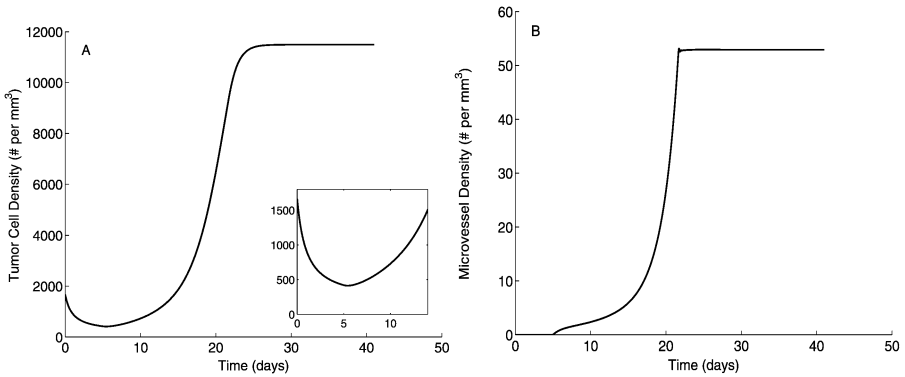 A
Tumor Cell Density (# per mm³)
12000
10000
8000
6000
4000
2000
0
0 10 20 30 40 50
Time (days)
1500
1000
500
0
0 5 10
B
Microvessel Density (# per mm³)
60
50
40
30
20
10
0
0 10 20 30 40 50
Time (days)